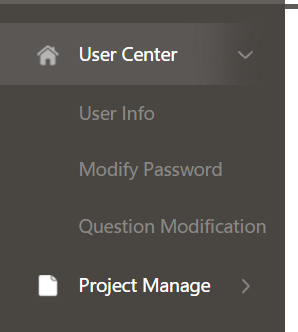 User Center
User Info
Modify Password
Question Modification
Project Manage